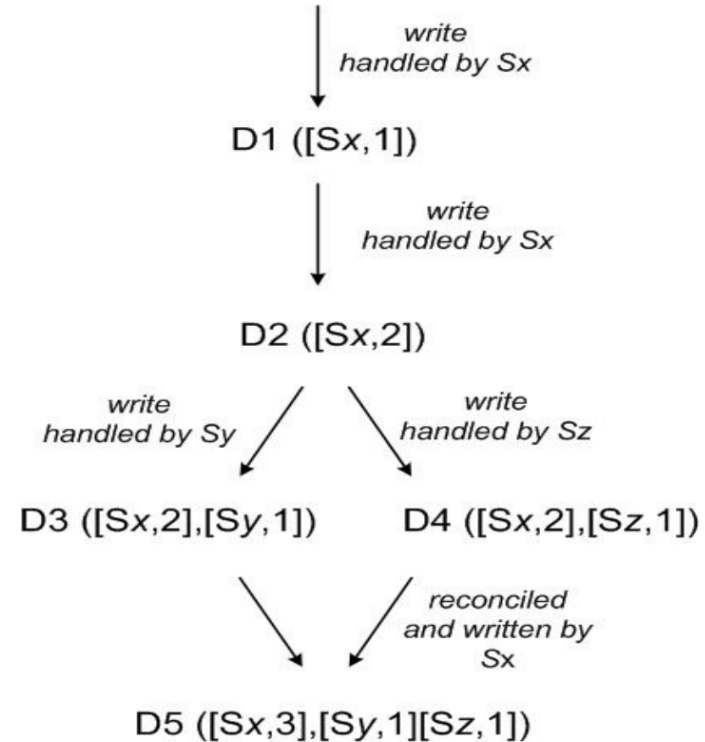 write
handled by Sx
D1 ([Sx,1])
write
handled by Sx
D2 ([Sx,2])
write
handled by Sy
write
handled by Sz
D3 ([Sx,2],[Sy,1])
D4 ([Sx,2],[Sz,1])
reconciled
and written by
Sx
D5 ([Sx,3],[Sy,1][Sz,1])